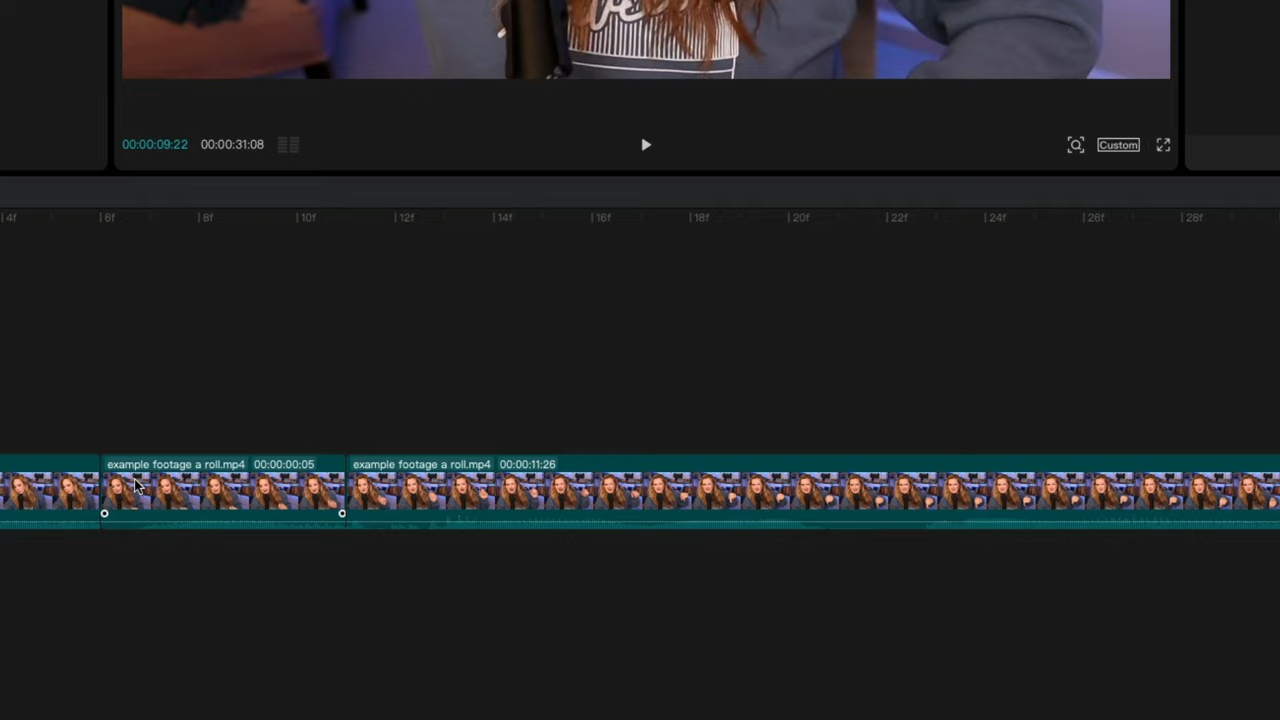 00:00:09:22 00:00:31:08 Custom
4f 6f 8f 10f 12f 14f 16f 18f 20f 22f 24f 26f 28f
example footage a roll.mp4 00:00:00:05 example footage a roll.mp4 00:00:11:26